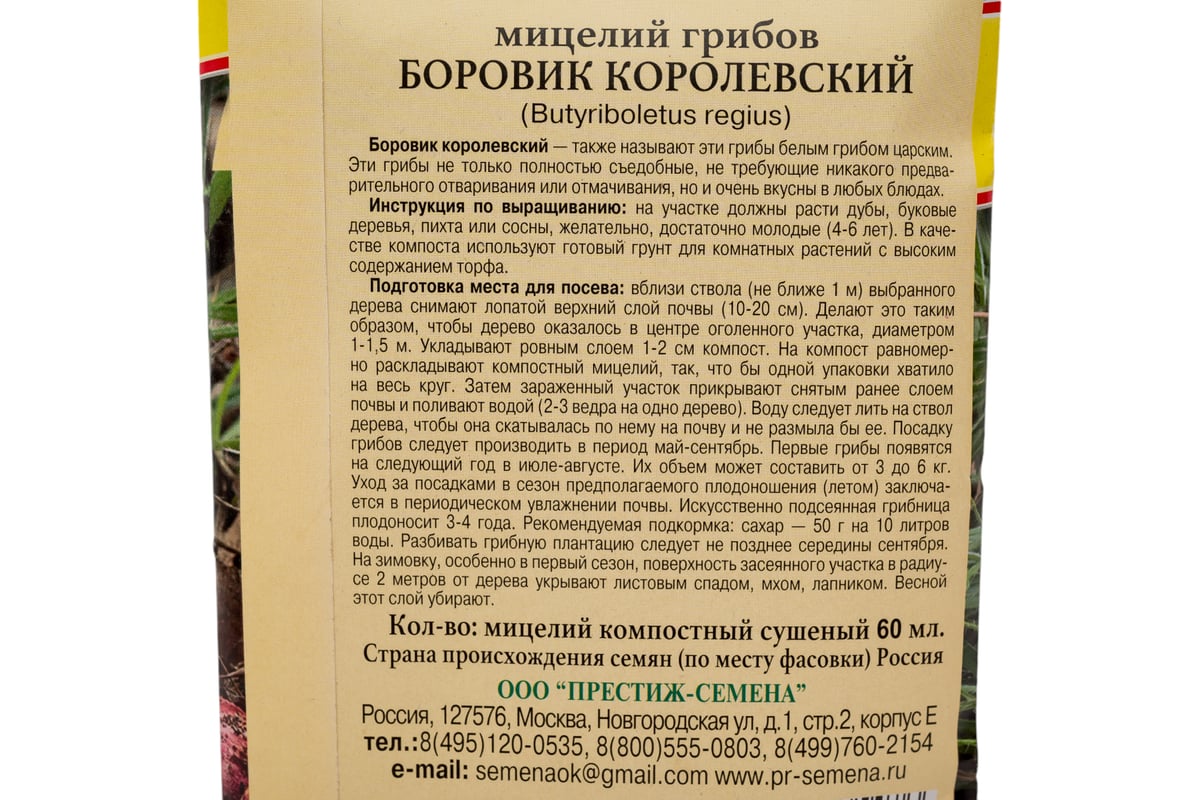 мицелий грибов
БОРОВИК КОРОЛЕВСКИЙ
(Butyriboletus regius)
Боровик королевский — также называют эти грибы белым грибом царским.
Эти грибы не только полностью съедобные, не требующие никакого предва-
рительного отваривания или отмачивания, но и очень вкусны в любых блюдах.
Инструкция по выращиванию: на участке должны расти дубы, буковые
деревья, пихта или сосны, желательно, достаточно молодые (4-6 лет). В каче-
стве компоста используют готовый грунт для комнатных растений с высоким
содержанием торфа.
Подготовка места для посева: вблизи ствола (не ближе 1 м) выбранного
дерева снимают лопатой верхний слой почвы (10-20 см). Делают это таким
образом, чтобы дерево оказалось в центре оголенного участка, диаметром
1-1,5 м. Укладывают ровным слоем 1-2 см компост. На компост равномер-
но раскладывают компостный мицелий, так, что бы одной упаковки хватило
на весь круг. Затем зараженный участок прикрывают снятым ранее слоем
почвы и поливают водой (2-3 ведра на одно дерево). Воду следует лить на ствол
дерева, чтобы она скатывалась по нему на почву и не размыла бы ее. Посадку
грибов следует производить в период май-сентябрь. Первые грибы появятся
на следующий год в июле-августе. Их объем может составить от 3 до 6 кг.
Уход за посадками в сезон предполагаемого плодоношения (летом) заключа-
ется в периодическом увлажнении почвы. Искусственно подсеянная грибница
плодоносит 3-4 года. Рекомендуемая подкормка: сахар — 50 г на 10 литров
воды. Разбивать грибную плантацию следует не позднее середины сентября.
На зимовку, особенно в первый сезон, поверхность засеянного участка в радиу-
се 2 метров от дерева укрывают листовым спадом, мхом, лапником. Весной
этот слой убирают.
Кол-во: мицелий компостный сушеный 60 мл.
Страна происхождения семян (по месту фасовки) Россия
ООО “ПРЕСТИЖ-СЕМЕНА”
Россия, 127576, Москва, Новгородская ул, д.1, стр.2, корпус Е
тел.:8(495)120-0535, 8(800)555-0803, 8(499)760-2154
e-mail: semenaok@gmail.com www.pr-semena.ru